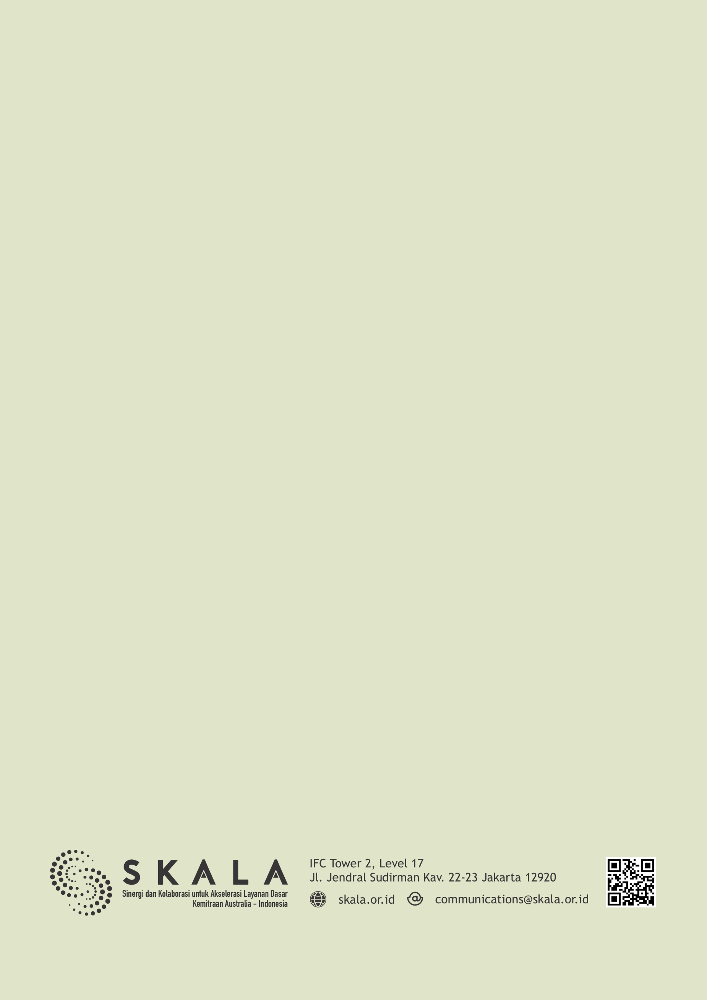 SKALA
Sinergi dan Kolaborasi untuk Akselerasi Layanan Dasar
Kemitraan Australia - Indonesia
IFC Tower 2, Level 17
Jl. Jendral Sudirman Kav. 22-23 Jakarta 12920
skala.or.id @ communications@skala.or.id